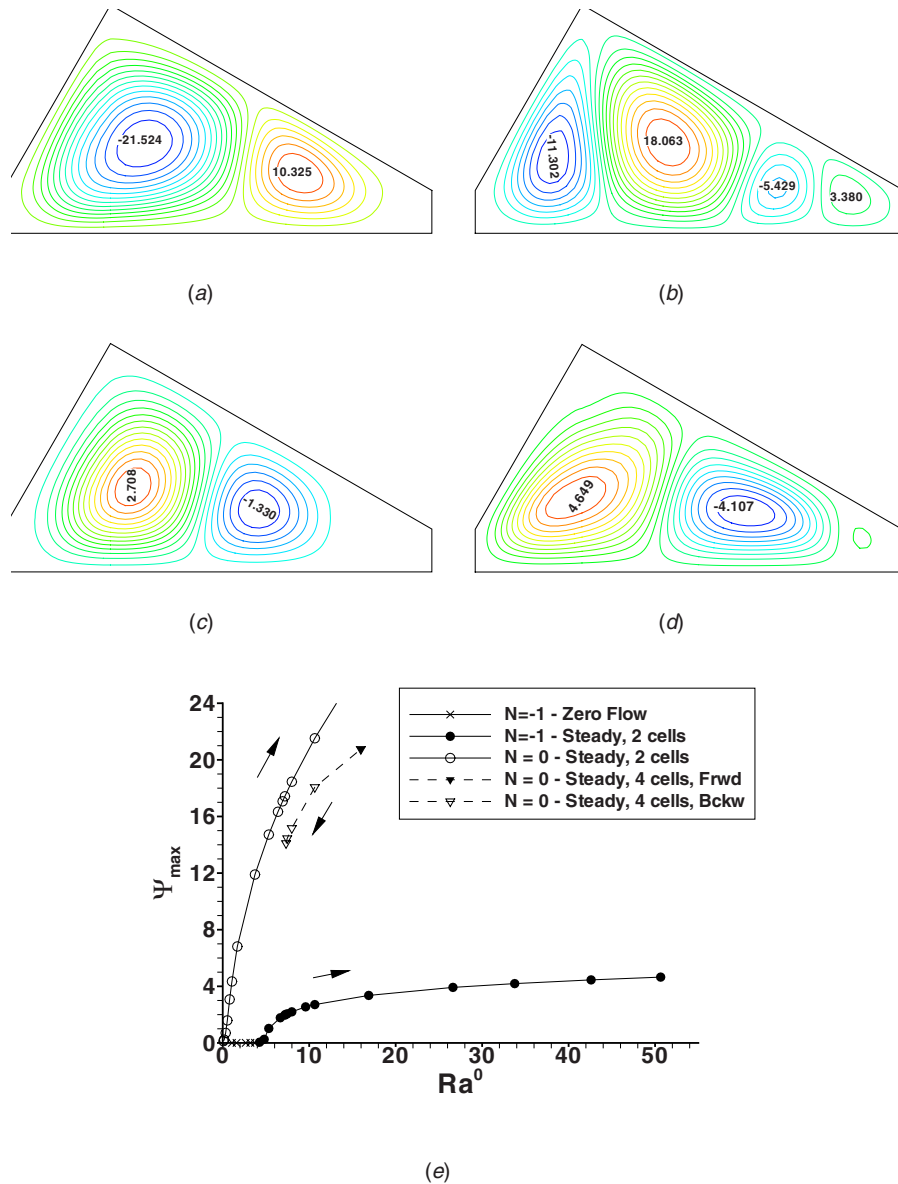 -21.524
10.325
(a)
-11.302
18.063
-5.429
3.380
(b)
2.708
-1.330
(c)
4.649
-4.107
(d)
24
20
16
12
8
4
0
Ψmax
0
10
20
30
40
50
Ra⁰
N=-1 - Zero Flow
N=-1 - Steady, 2 cells
N = 0 - Steady, 2 cells
N = 0 - Steady, 4 cells, Frwd
N = 0 - Steady, 4 cells, Bckw
(e)